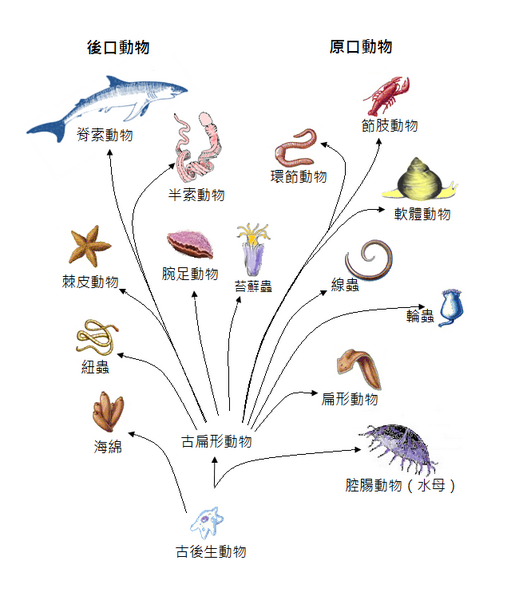 後口動物
原口動物
脊索動物
節肢動物
半索動物
環節動物
軟體動物
棘皮動物
腕足動物
苔蘚蟲
線蟲
輪蟲
紐蟲
扁形動物
海綿
古扁形動物
腔腸動物（水母）
古後生動物